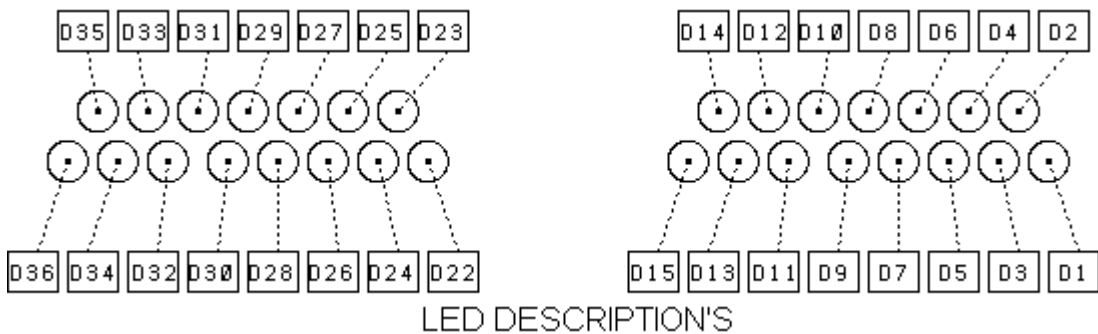 D35 D33 D31 D29 D27 D25 D23 D14 D12 D10 D8 D6 D4 D2
D36 D34 D32 D30 D28 D26 D24 D22 D15 D13 D11 D9 D7 D5 D3 D1
LED DESCRIPTION'S